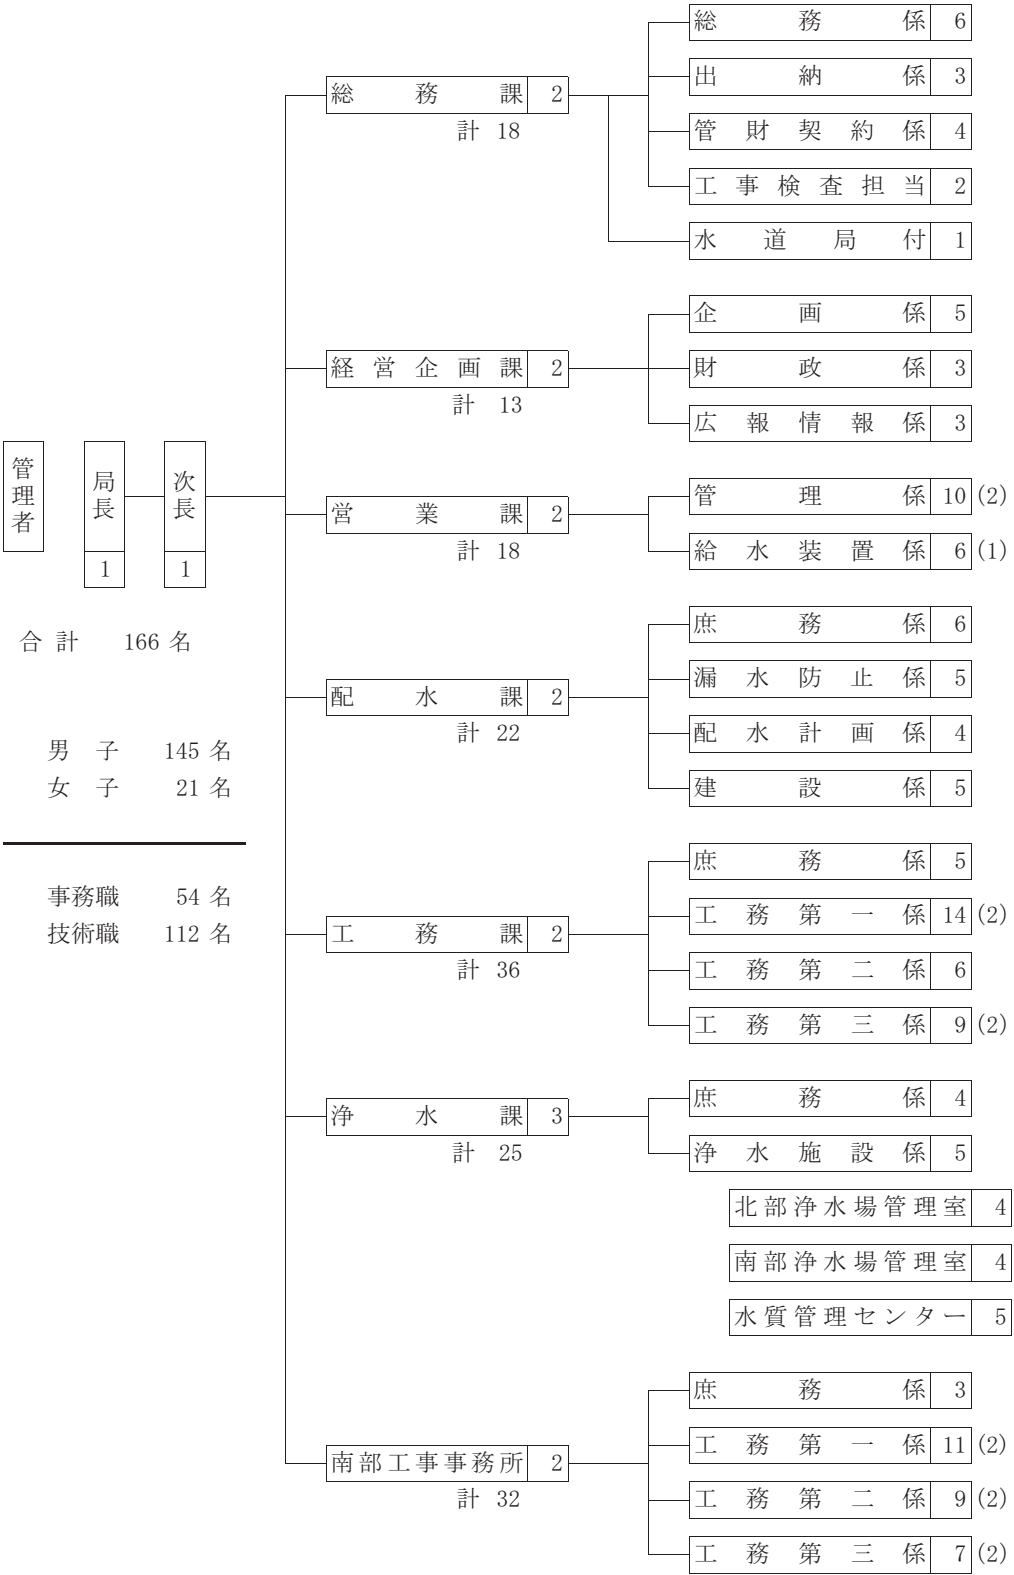 管理者
局長 1
次長 1
合計 166 名
男子 145 名
女子 21 名
事務職 54 名
技術職 112 名
総務課 2
計 18
総務係 6
出納係 3
管財契約係 4
工事検査担当 2
水道局付 1
経営企画課 2
計 13
企画係 5
財政係 3
広報情報係 3
営業課 2
計 18
管理係 10 (2)
給水装置係 6 (1)
配水課 2
計 22
庶務係 6
漏水防止係 5
配水計画係 4
建設係 5
工務課 2
計 36
庶務係 5
工務第一係 14 (2)
工務第二係 6
工務第三係 9 (2)
浄水課 3
計 25
庶務係 4
浄水施設係 5
北部浄水場管理室 4
南部浄水場管理室 4
水質管理センター 5
南部工事事務所 2
計 32
庶務係 3
工務第一係 11 (2)
工務第二係 9 (2)
工務第三係 7 (2)